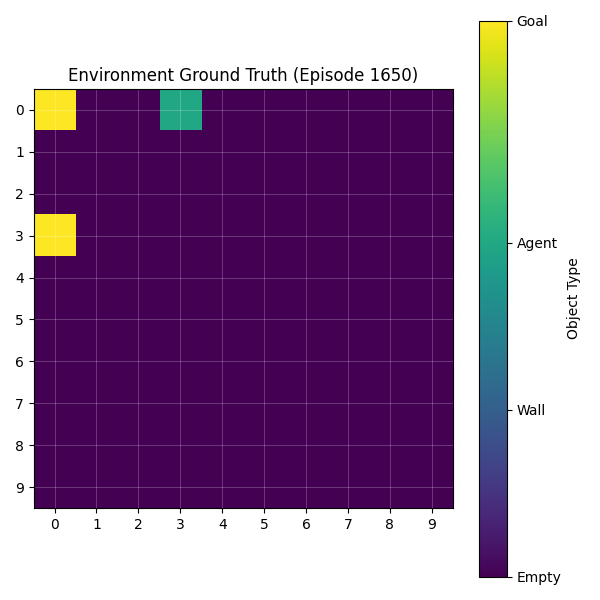 Environment Ground Truth (Episode 1650)
0
1
2
3
4
5
6
7
8
9
0 1 2 3 4 5 6 7 8 9
Goal
Agent
Wall
Empty
Object Type